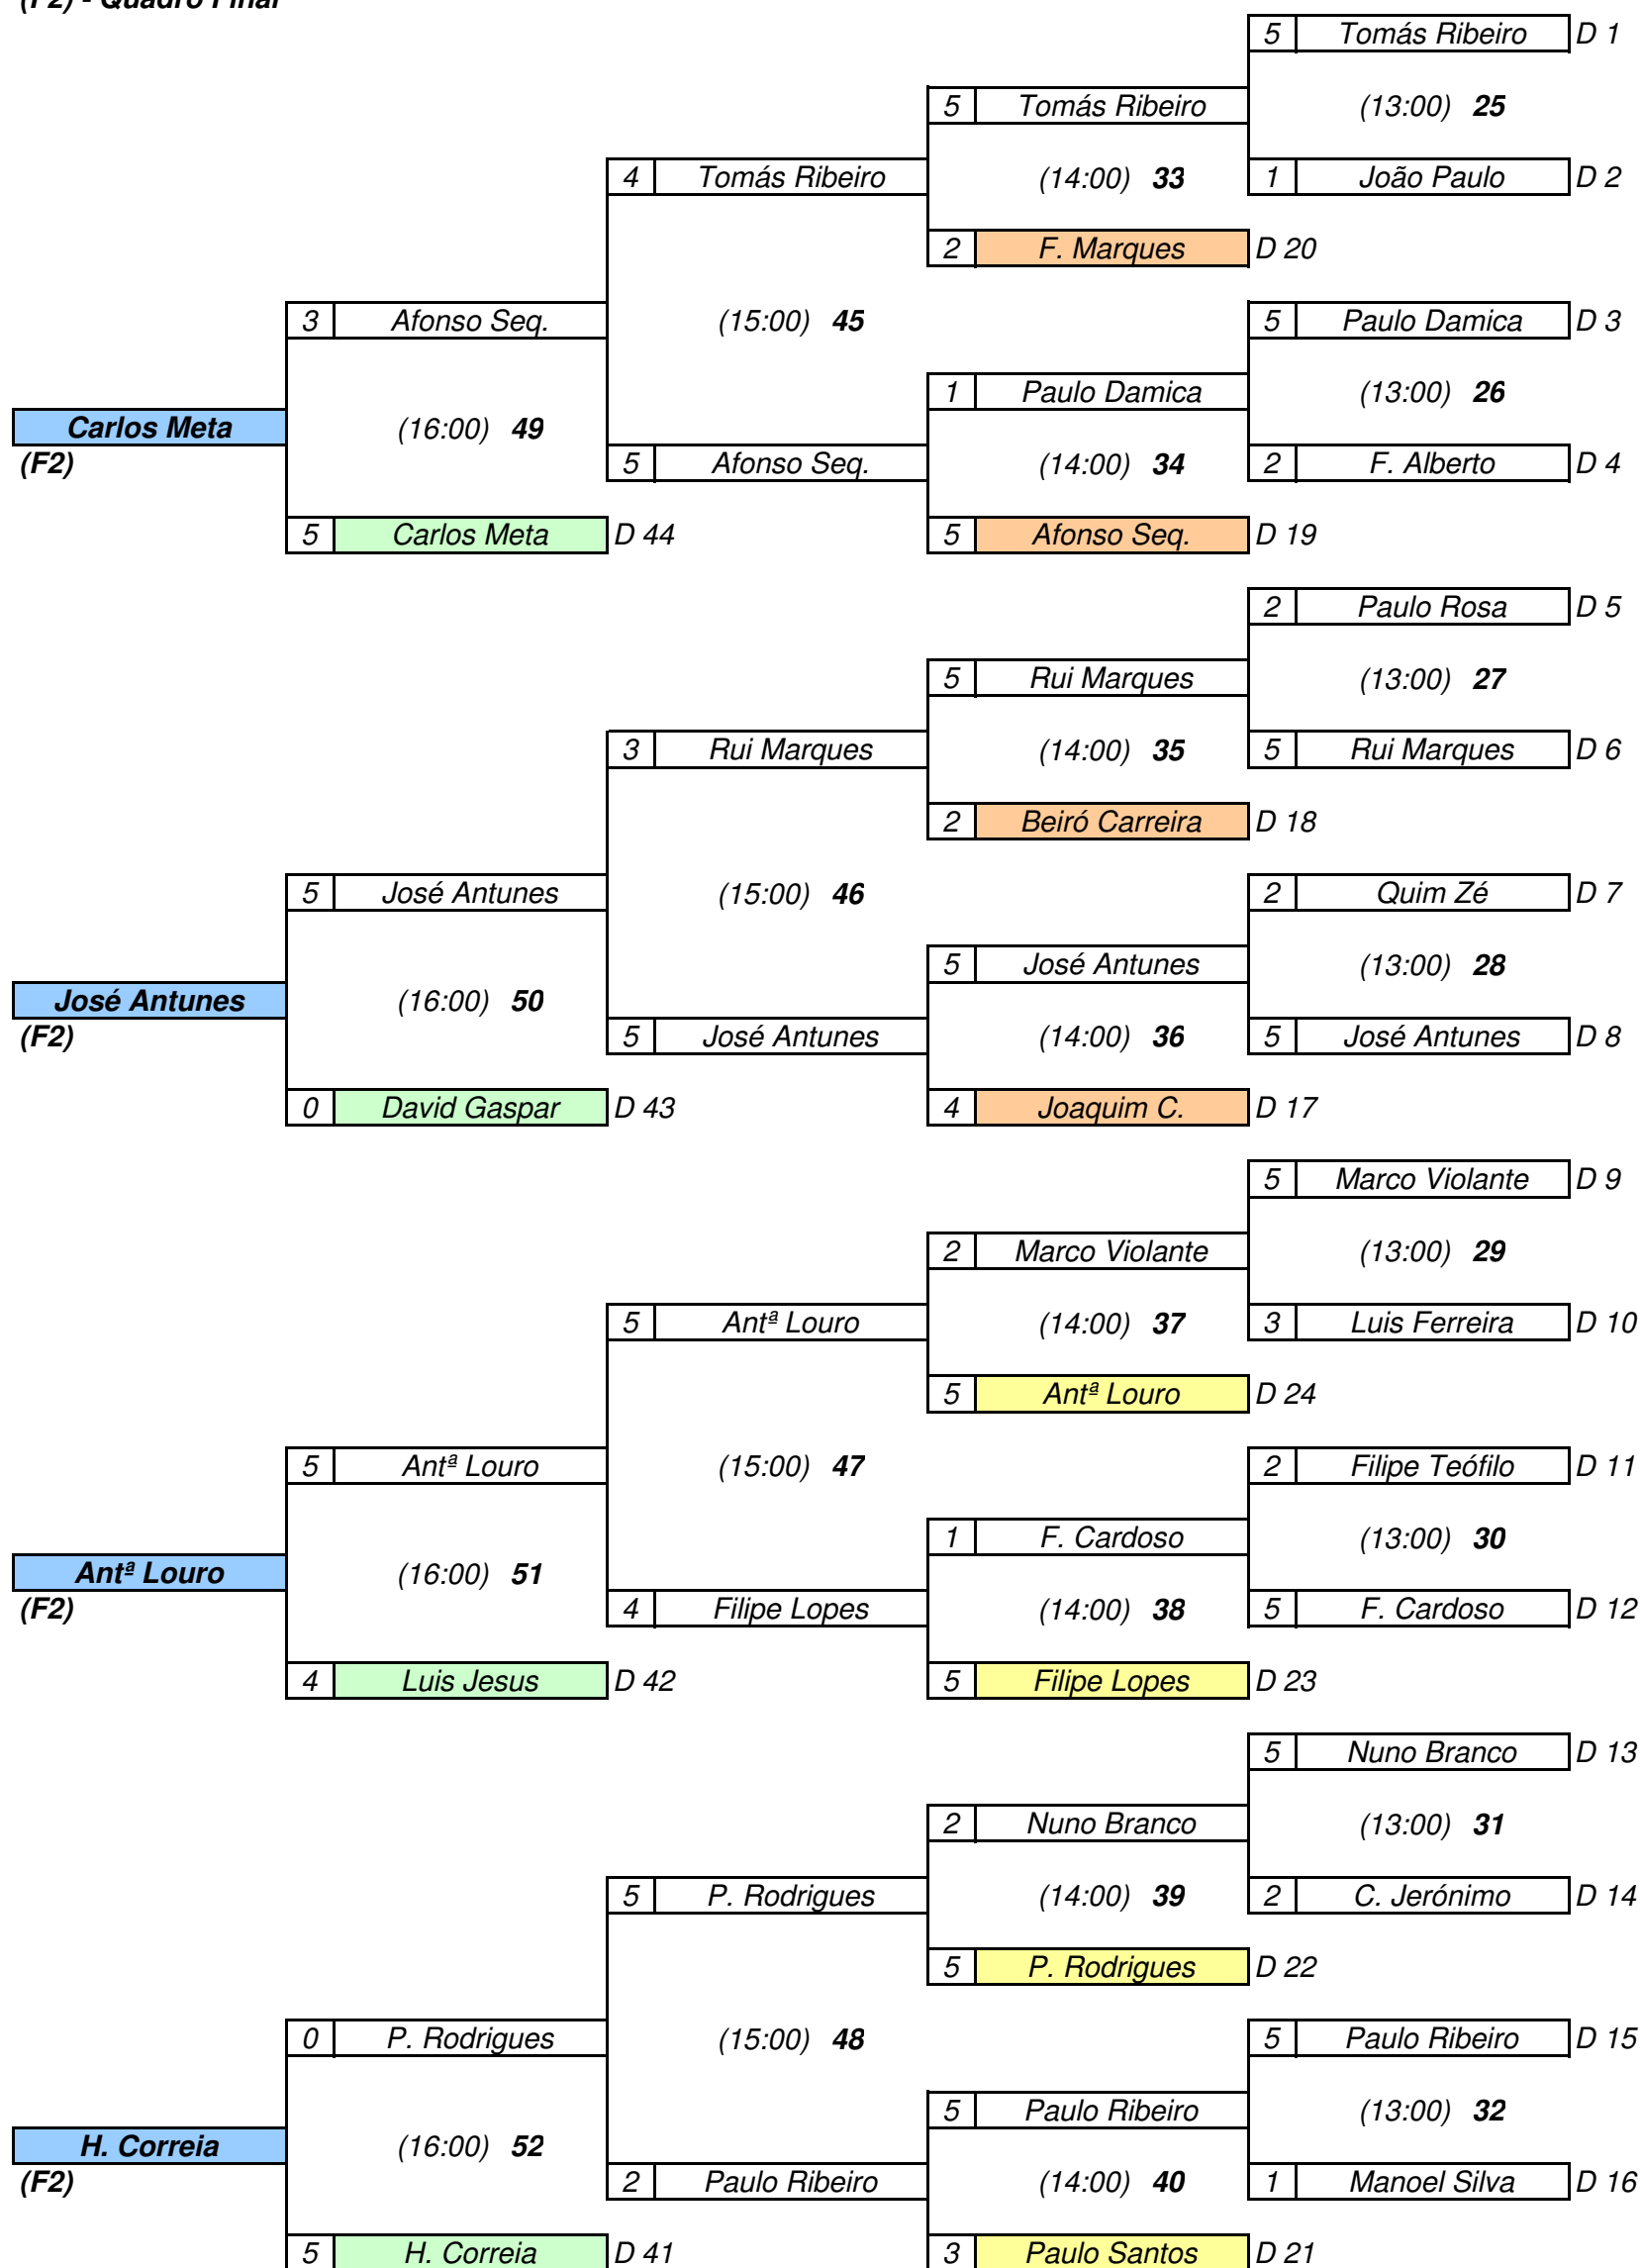 (F2) - Quadro Final
5 Tomás Ribeiro D 1
5 Tomás Ribeiro (13:00) 25
4 Tomás Ribeiro (14:00) 33 1 João Paulo D 2
2 F. Marques D 20
3 Afonso Seq. (15:00) 45 5 Paulo Damica D 3
1 Paulo Damica (13:00) 26
Carlos Meta (16:00) 49
(F2) 5 Afonso Seq. (14:00) 34 2 F. Alberto D 4
5 Carlos Meta D 44 5 Afonso Seq. D 19
2 Paulo Rosa D 5
5 Rui Marques (13:00) 27
3 Rui Marques (14:00) 35 5 Rui Marques D 6
2 Beiró Carreira D 18
5 José Antunes (15:00) 46 2 Quim Zé D 7
5 José Antunes (13:00) 28
José Antunes (16:00) 50
(F2) 5 José Antunes (14:00) 36 5 José Antunes D 8
0 David Gaspar D 43 4 Joaquim C. D 17
5 Marco Violante D 9
2 Marco Violante (13:00) 29
5 Antª Louro (14:00) 37 3 Luis Ferreira D 10
5 Antª Louro D 24
5 Antª Louro (15:00) 47 2 Filipe Teófilo D 11
1 F. Cardoso (13:00) 30
Antª Louro (16:00) 51
(F2) 4 Filipe Lopes (14:00) 38 5 F. Cardoso D 12
4 Luis Jesus D 42 5 Filipe Lopes D 23
5 Nuno Branco D 13
2 Nuno Branco (13:00) 31
5 P. Rodrigues (14:00) 39 2 C. Jerónimo D 14
5 P. Rodrigues D 22
0 P. Rodrigues (15:00) 48 5 Paulo Ribeiro D 15
5 Paulo Ribeiro (13:00) 32
H. Correia (16:00) 52
(F2) 2 Paulo Ribeiro (14:00) 40 1 Manoel Silva D 16
5 H. Correia D 41 3 Paulo Santos D 21